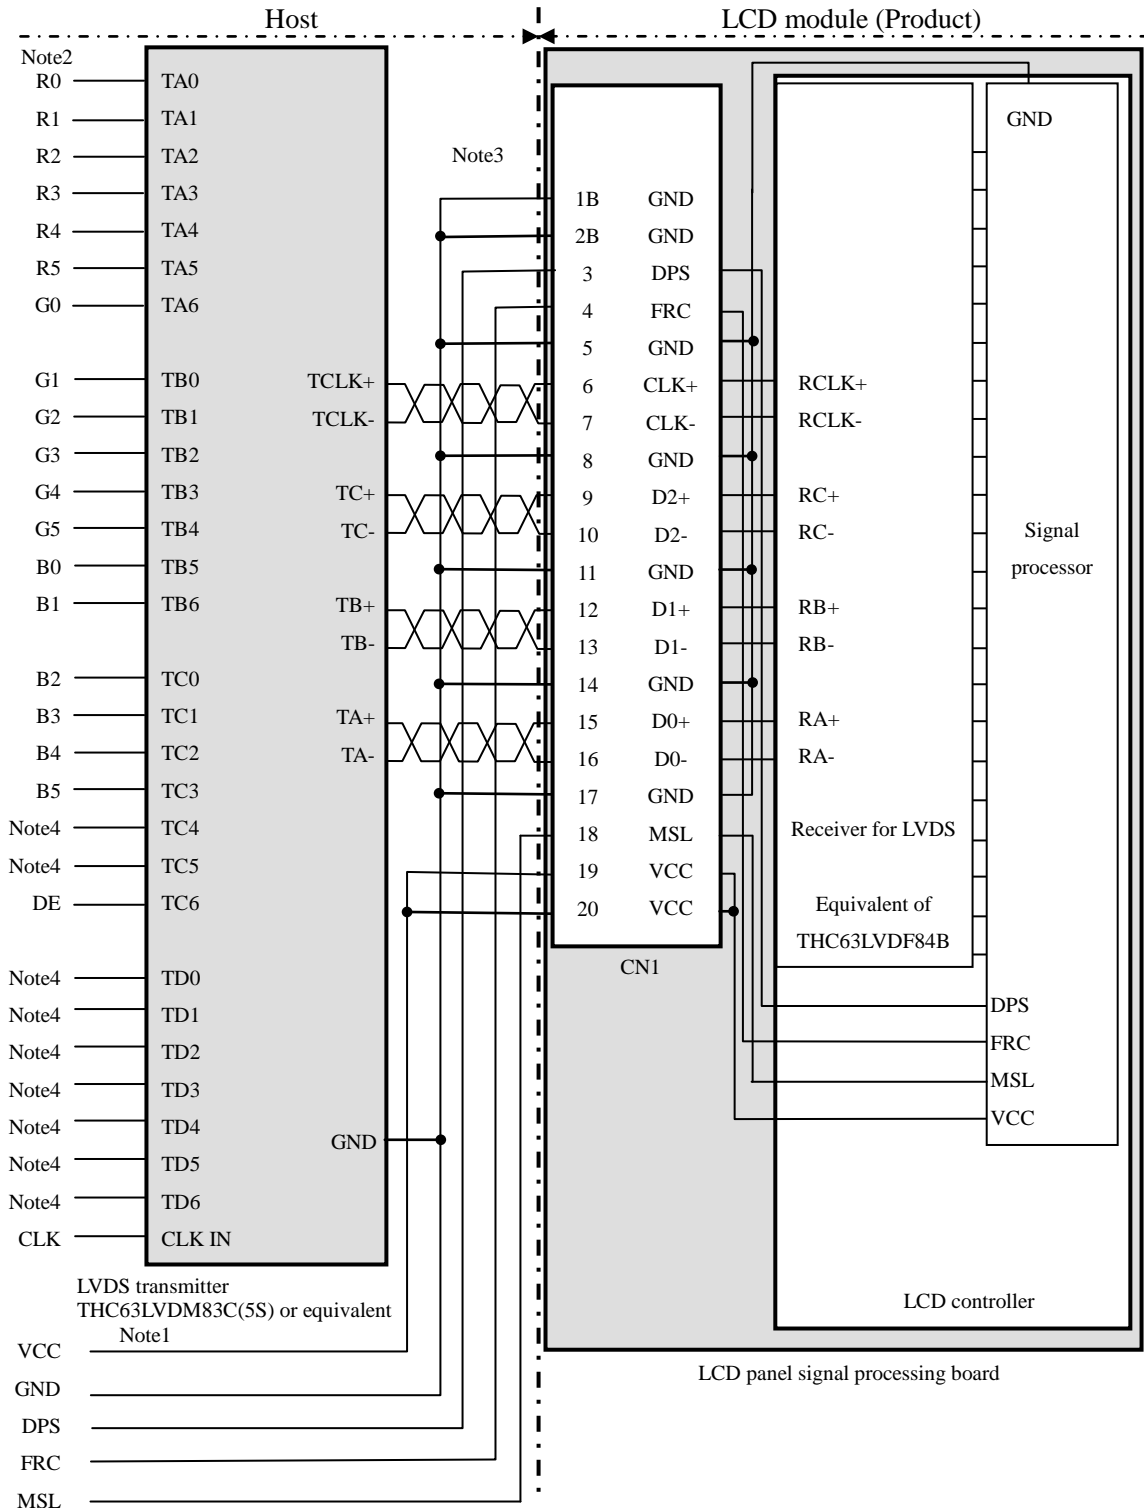 Host
LCD module (Product)
Note2
R0 TA0
R1 TA1
R2 TA2
R3 TA3
R4 TA4
R5 TA5
G0 TA6
G1 TB0
G2 TB1
G3 TB2
G4 TB3
G5 TB4
B0 TB5
B1 TB6
B2 TC0
B3 TC1
B4 TC2
B5 TC3
Note4 TC4
Note4 TC5
DE TC6
Note4 TD0
Note4 TD1
Note4 TD2
Note4 TD3
Note4 TD4
Note4 TD5
Note4 TD6
CLK CLK IN
TCLK+
TCLK-
TC+
TC-
TB+
TB-
TA+
TA-
GND
LVDS transmitter
THC63LVDM83C(5S) or equivalent
Note1
VCC
GND
DPS
FRC
MSL
Note3
1B GND
2B GND
3 DPS
4 FRC
5 GND
6 CLK+
7 CLK-
8 GND
9 D2+
10 D2-
11 GND
12 D1+
13 D1-
14 GND
15 D0+
16 D0-
17 GND
18 MSL
19 VCC
20 VCC
CN1
RCLK+
RCLK-
RC+
RC-
RB+
RB-
RA+
RA-
Receiver for LVDS
Equivalent of
THC63LVDF84B
GND
Signal
processor
DPS
FRC
MSL
VCC
LCD controller
LCD panel signal processing board